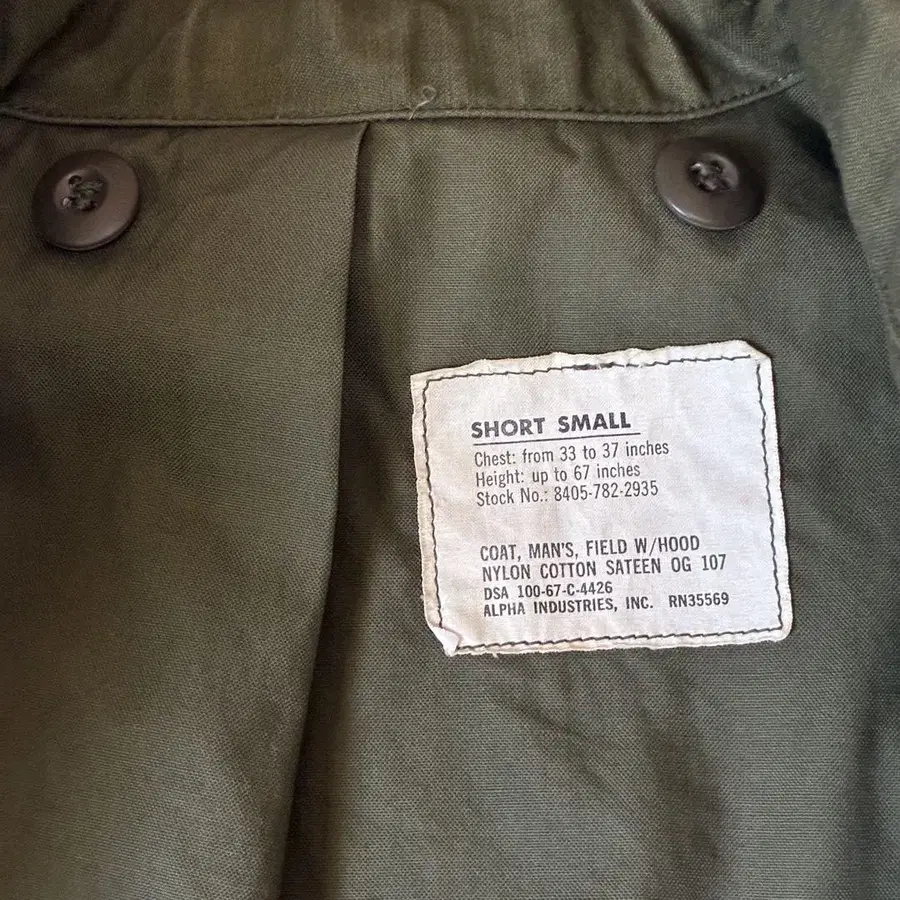 SHORT SMALL
Chest: from 33 to 37 inches
Height: up to 67 inches
Stock No.: 8405-782-2935
COAT, MAN'S, FIELD W/HOOD
NYLON COTTON SATEEN OG 107
DSA 100-67-C-4426
ALPHA INDUSTRIES, INC. RN35569